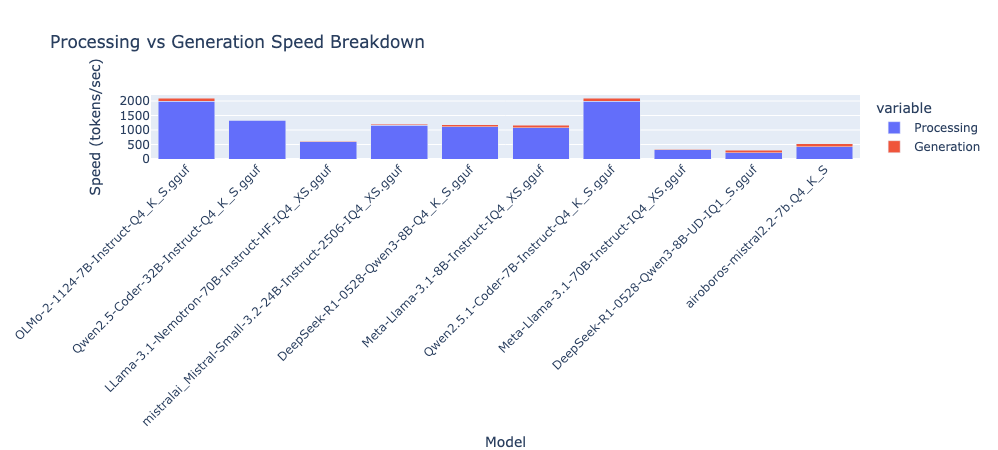 Processing vs Generation Speed Breakdown
Speed (tokens/sec)
2000
1500
1000
500
0
variable
Processing
Generation
OLMo-2-1124-7B-Instruct-Q4_K_S.gguf
Qwen2.5-Coder-32B-Instruct-Q4_K_S.gguf
LLama-3.1-Nemotron-70B-Instruct-HF-IQ4_XS.gguf
mistralai_Mistral-Small-3.2-24B-Instruct-2506-IQ4_XS.gguf
DeepSeek-R1-0528-Qwen3-8B-Q4_K_S.gguf
Meta-Llama-3.1-8B-Instruct-IQ4_XS.gguf
Qwen2.5.1-Coder-7B-Instruct-Q4_K_S.gguf
Meta-Llama-3.1-70B-Instruct-IQ4_XS.gguf
DeepSeek-R1-0528-Qwen3-8B-UD-IQ1_S.gguf
airoboros-mistral2.2-7b.Q4_K_S
Model